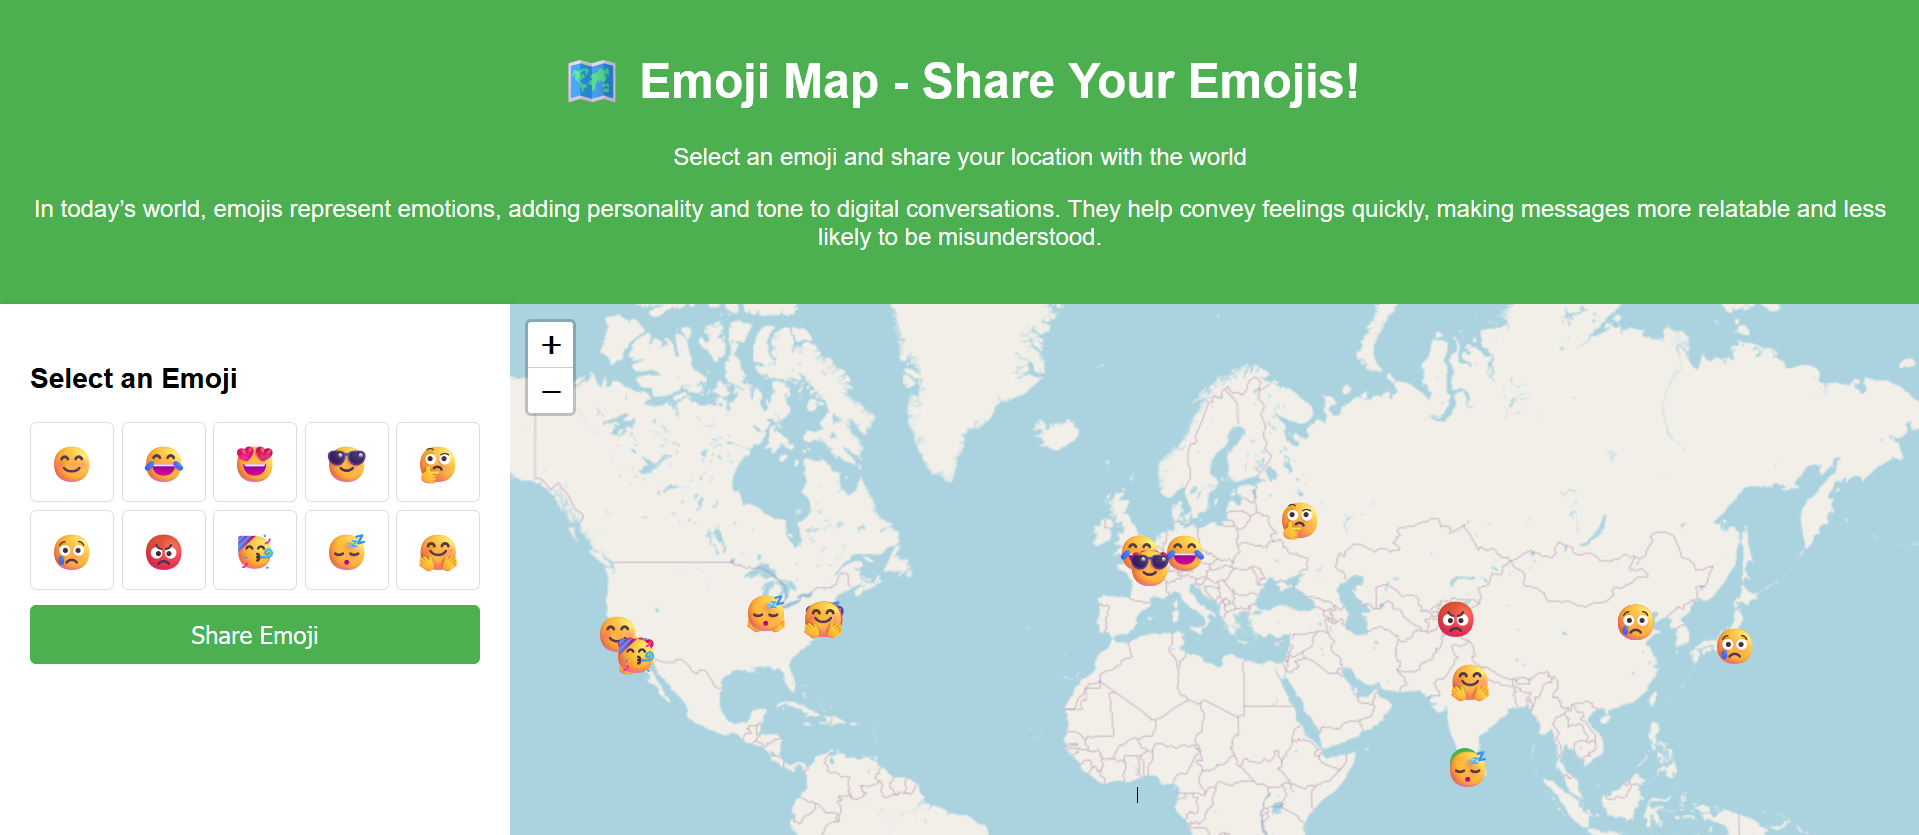 🗺️ Emoji Map - Share Your Emojis!
Select an emoji and share your location with the world
In today’s world, emojis represent emotions, adding personality and tone to digital conversations. They help convey feelings quickly, making messages more relatable and less
likely to be misunderstood.
+
−
Select an Emoji
Share Emoji